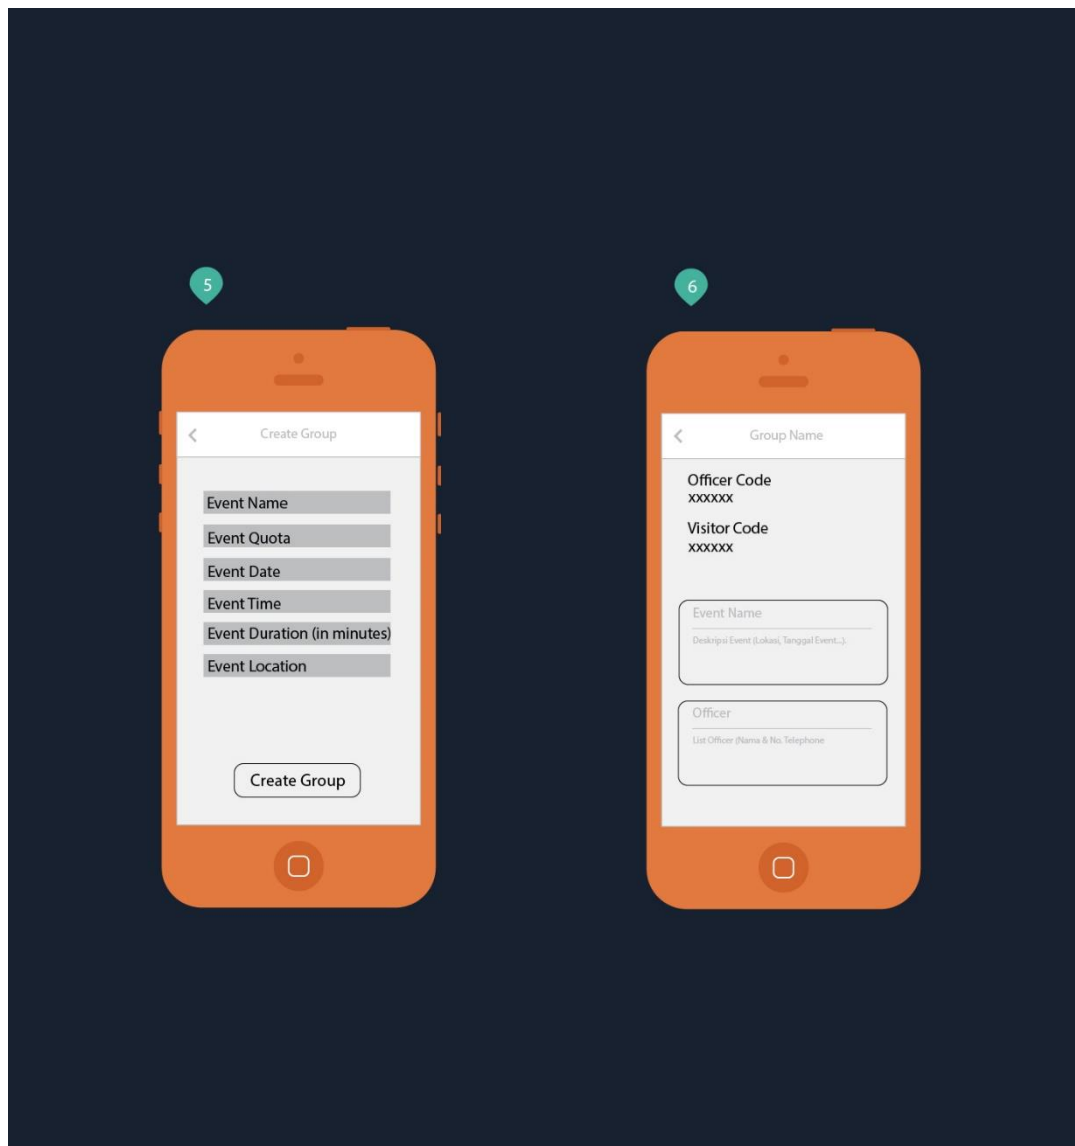 5
Create Group
Event Name
Event Quota
Event Date
Event Time
Event Duration (in minutes)
Event Location
Create Group
6
Group Name
Officer Code
xxxxxx
Visitor Code
xxxxxx
Event Name
Deskripsi Event (Lokasi, Tanggal Event...).
Officer
List Officer (Nama & No. Telephone